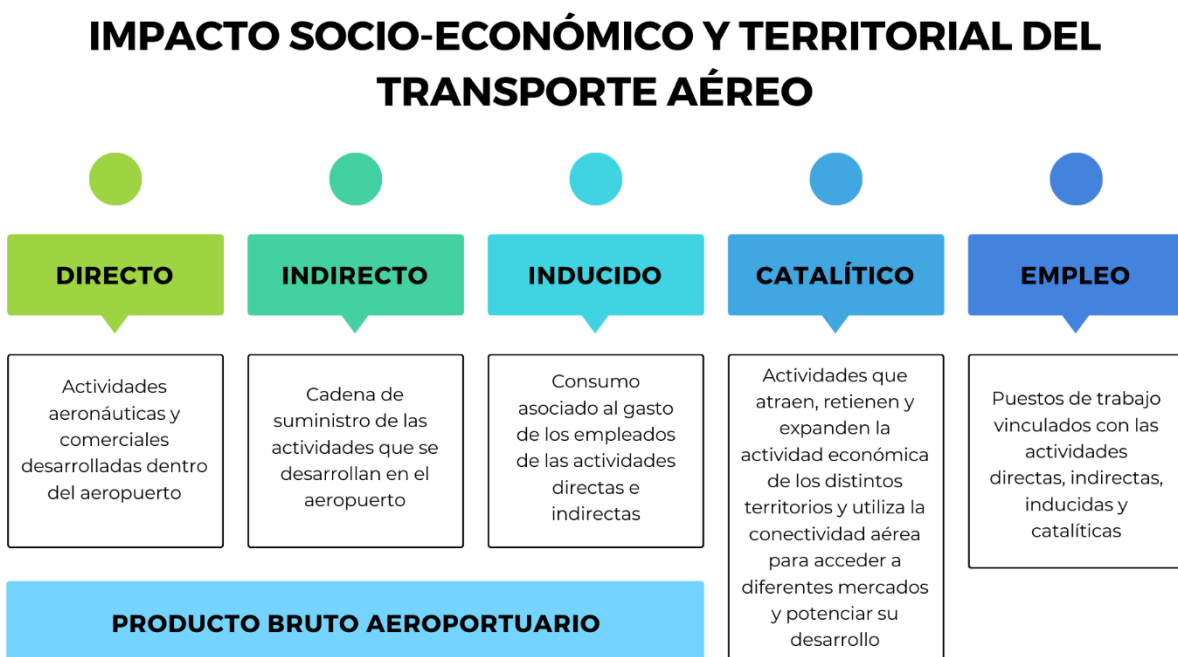 IMPACTO SOCIO-ECONÓMICO Y TERRITORIAL DEL
TRANSPORTE AÉREO
DIRECTO
Actividades
aeronáuticas y
comerciales
desarrolladas dentro
del aeropuerto
INDIRECTO
Cadena de
suministro de las
actividades que se
desarrollan en el
aeropuerto
INDUCIDO
Consumo
asociado al gasto
de los empleados
de las actividades
directas e
indirectas
CATALÍTICO
Actividades que
atraen, retienen y
expanden la
actividad económica
de los distintos
territorios y utiliza la
conectividad aérea
para acceder a
diferentes mercados
y potenciar su
desarrollo
EMPLEO
Puestos de trabajo
vinculados con las
actividades
directas, indirectas,
inducidas y
catalíticas
PRODUCTO BRUTO AEROPORTUARIO